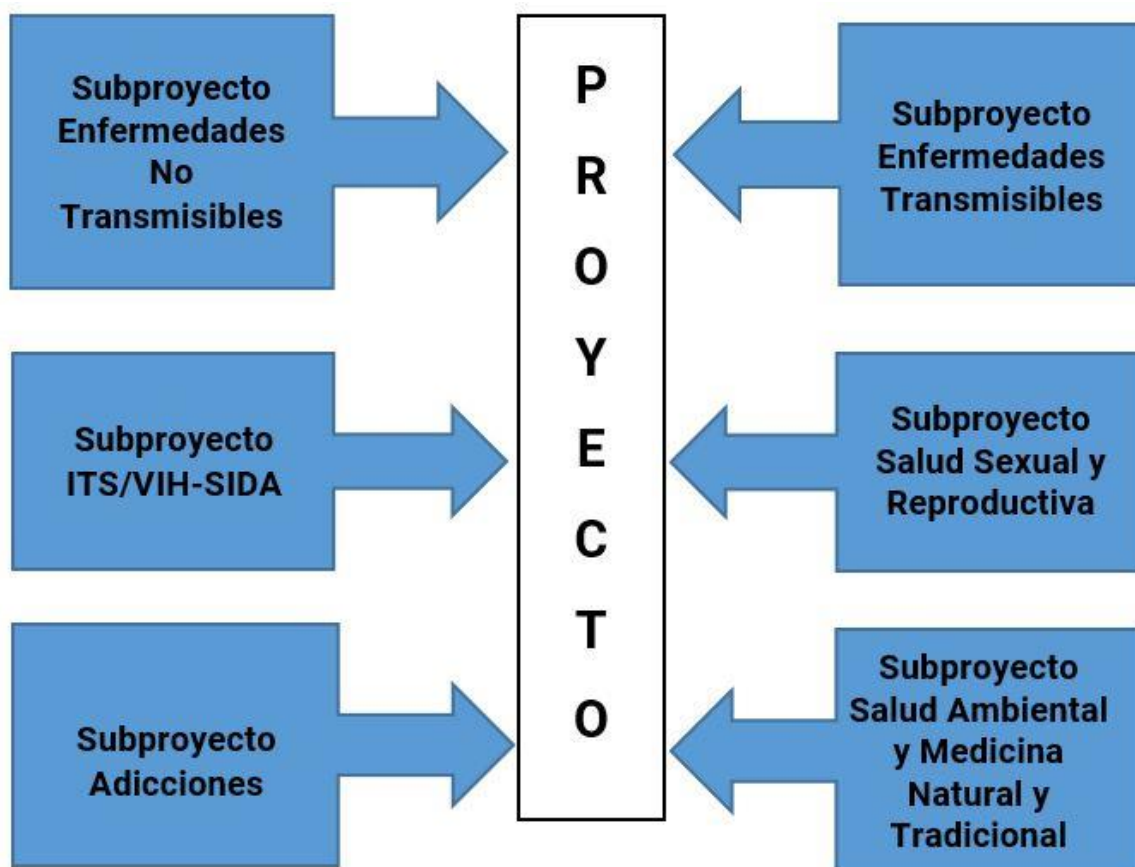 Subproyecto
Enfermedades
No
Transmisibles
P
R
O
Y
E
C
T
O
Subproyecto
Enfermedades
Transmisibles
Subproyecto
ITS/VIH-SIDA
Subproyecto
Salud Sexual y
Reproductiva
Subproyecto
Adicciones
Subproyecto
Salud Ambiental
y Medicina
Natural y
Tradicional